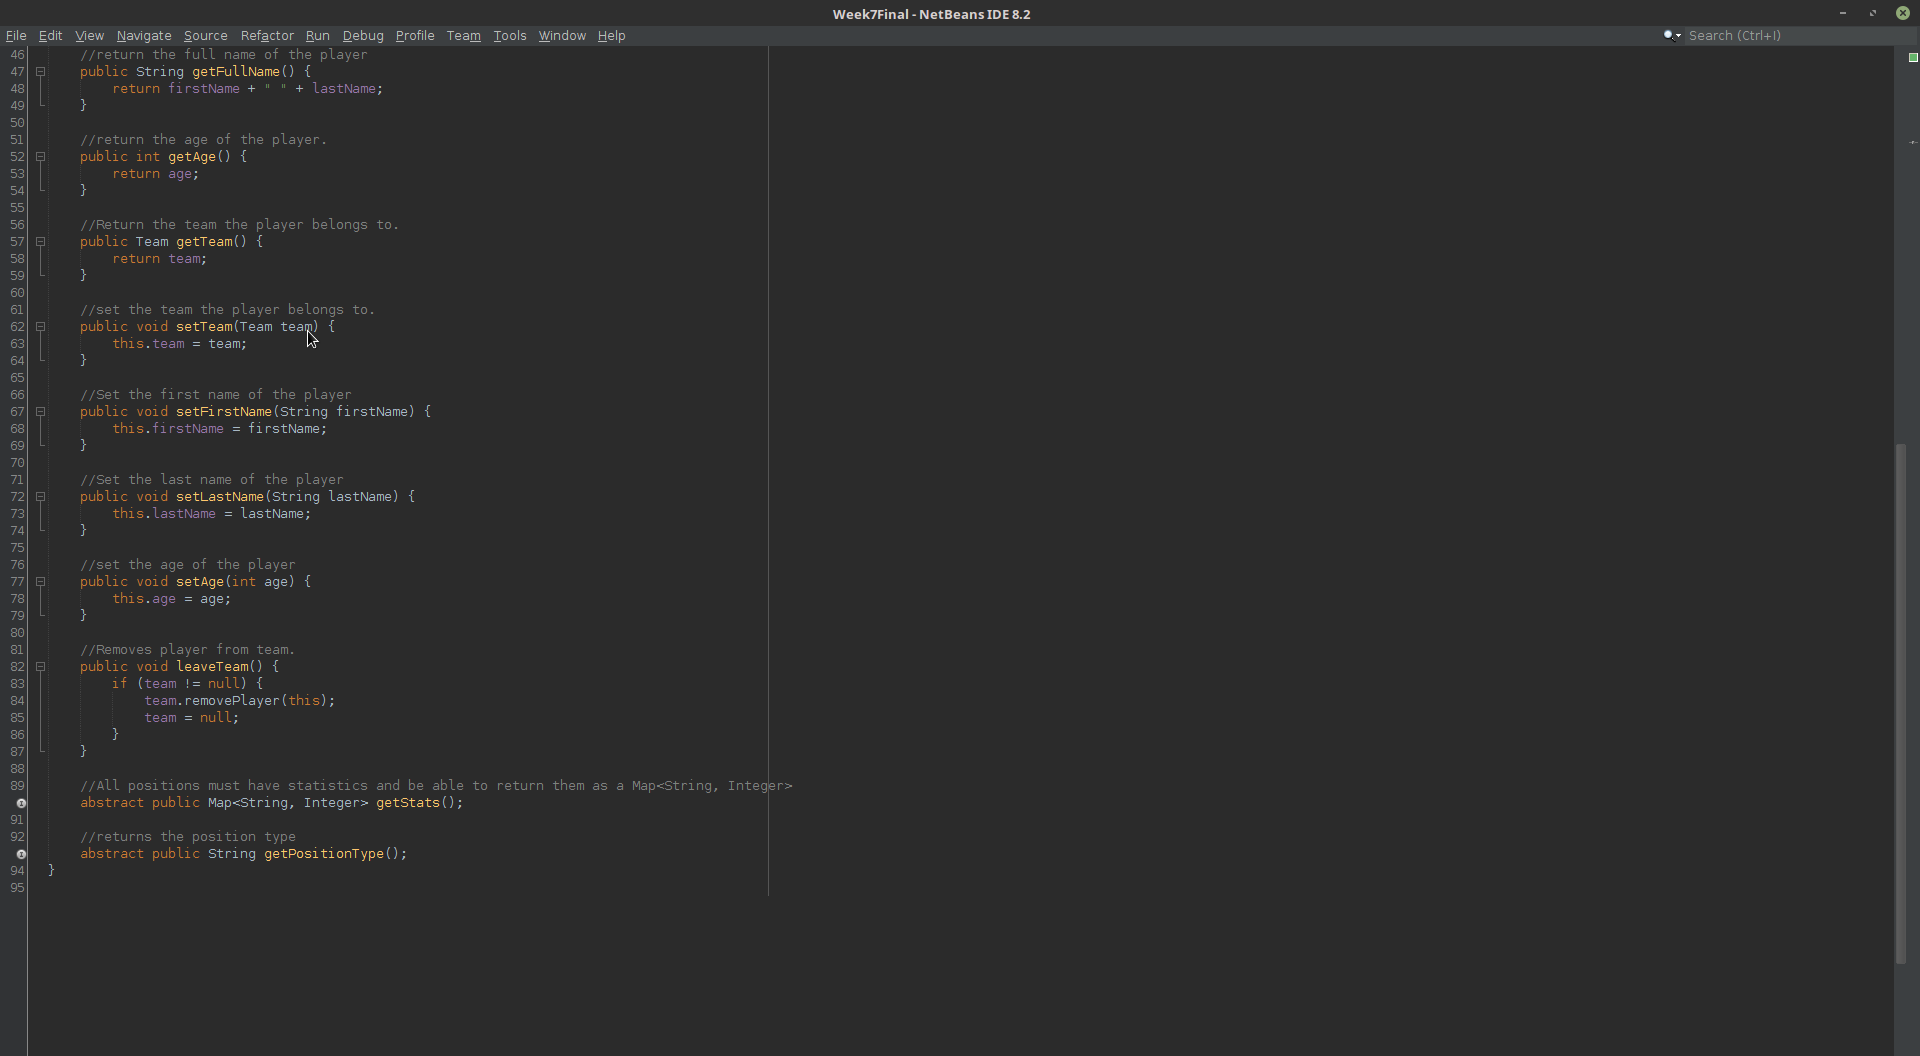 Week7Final - NetBeans IDE 8.2
File Edit View Navigate Source Refactor Run Debug Profile Team Tools Window Help Search (Ctrl+I)
46 //return the full name of the player
47 public String getFullName() {
48 return firstName + " " + lastName;
49 }
50
51 //return the age of the player.
52 public int getAge() {
53 return age;
54 }
55
56 //Return the team the player belongs to.
57 public Team getTeam() {
58 return team;
59 }
60
61 //set the team the player belongs to.
62 public void setTeam(Team team) {
63 this.team = team;
64 }
65
66 //Set the first name of the player
67 public void setFirstName(String firstName) {
68 this.firstName = firstName;
69 }
70
71 //Set the last name of the player
72 public void setLastName(String lastName) {
73 this.lastName = lastName;
74 }
75
76 //set the age of the player
77 public void setAge(int age) {
78 this.age = age;
79 }
80
81 //Removes player from team.
82 public void leaveTeam() {
83 if (team != null) {
84 team.removePlayer(this);
85 team = null;
86 }
87 }
88
89 //All positions must have statistics and be able to return them as a Map<String, Integer>
abstract public Map<String, Integer> getStats();
91
92 //returns the position type
abstract public String getPositionType();
94 }
95